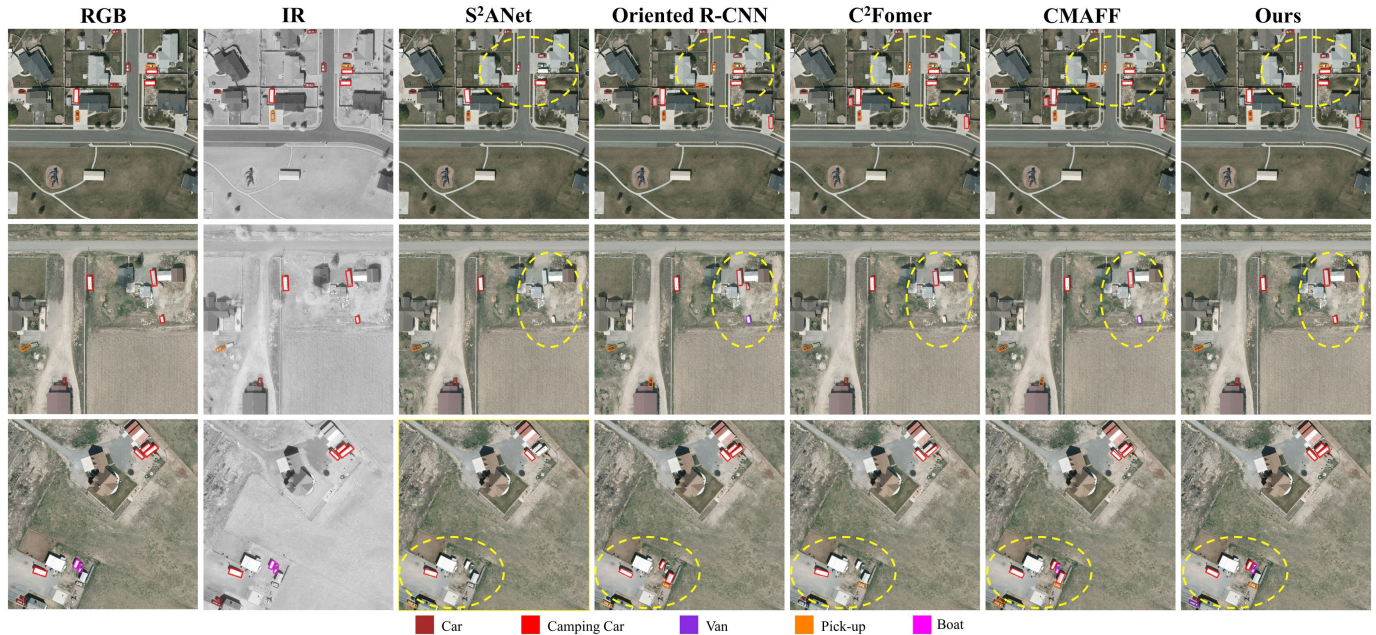 RGB IR S²ANet Oriented R-CNN C²Fomer CMAFF Ours
Car Camping Car Van Pick-up Boat